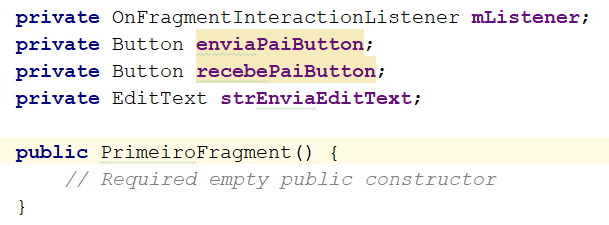 private OnFragmentInteractionListener mListener;
private Button enviaPaiButton;
private Button recebePaiButton;
private EditText strEnviaEditText;
public PrimeiroFragment() {
// Required empty public constructor
}